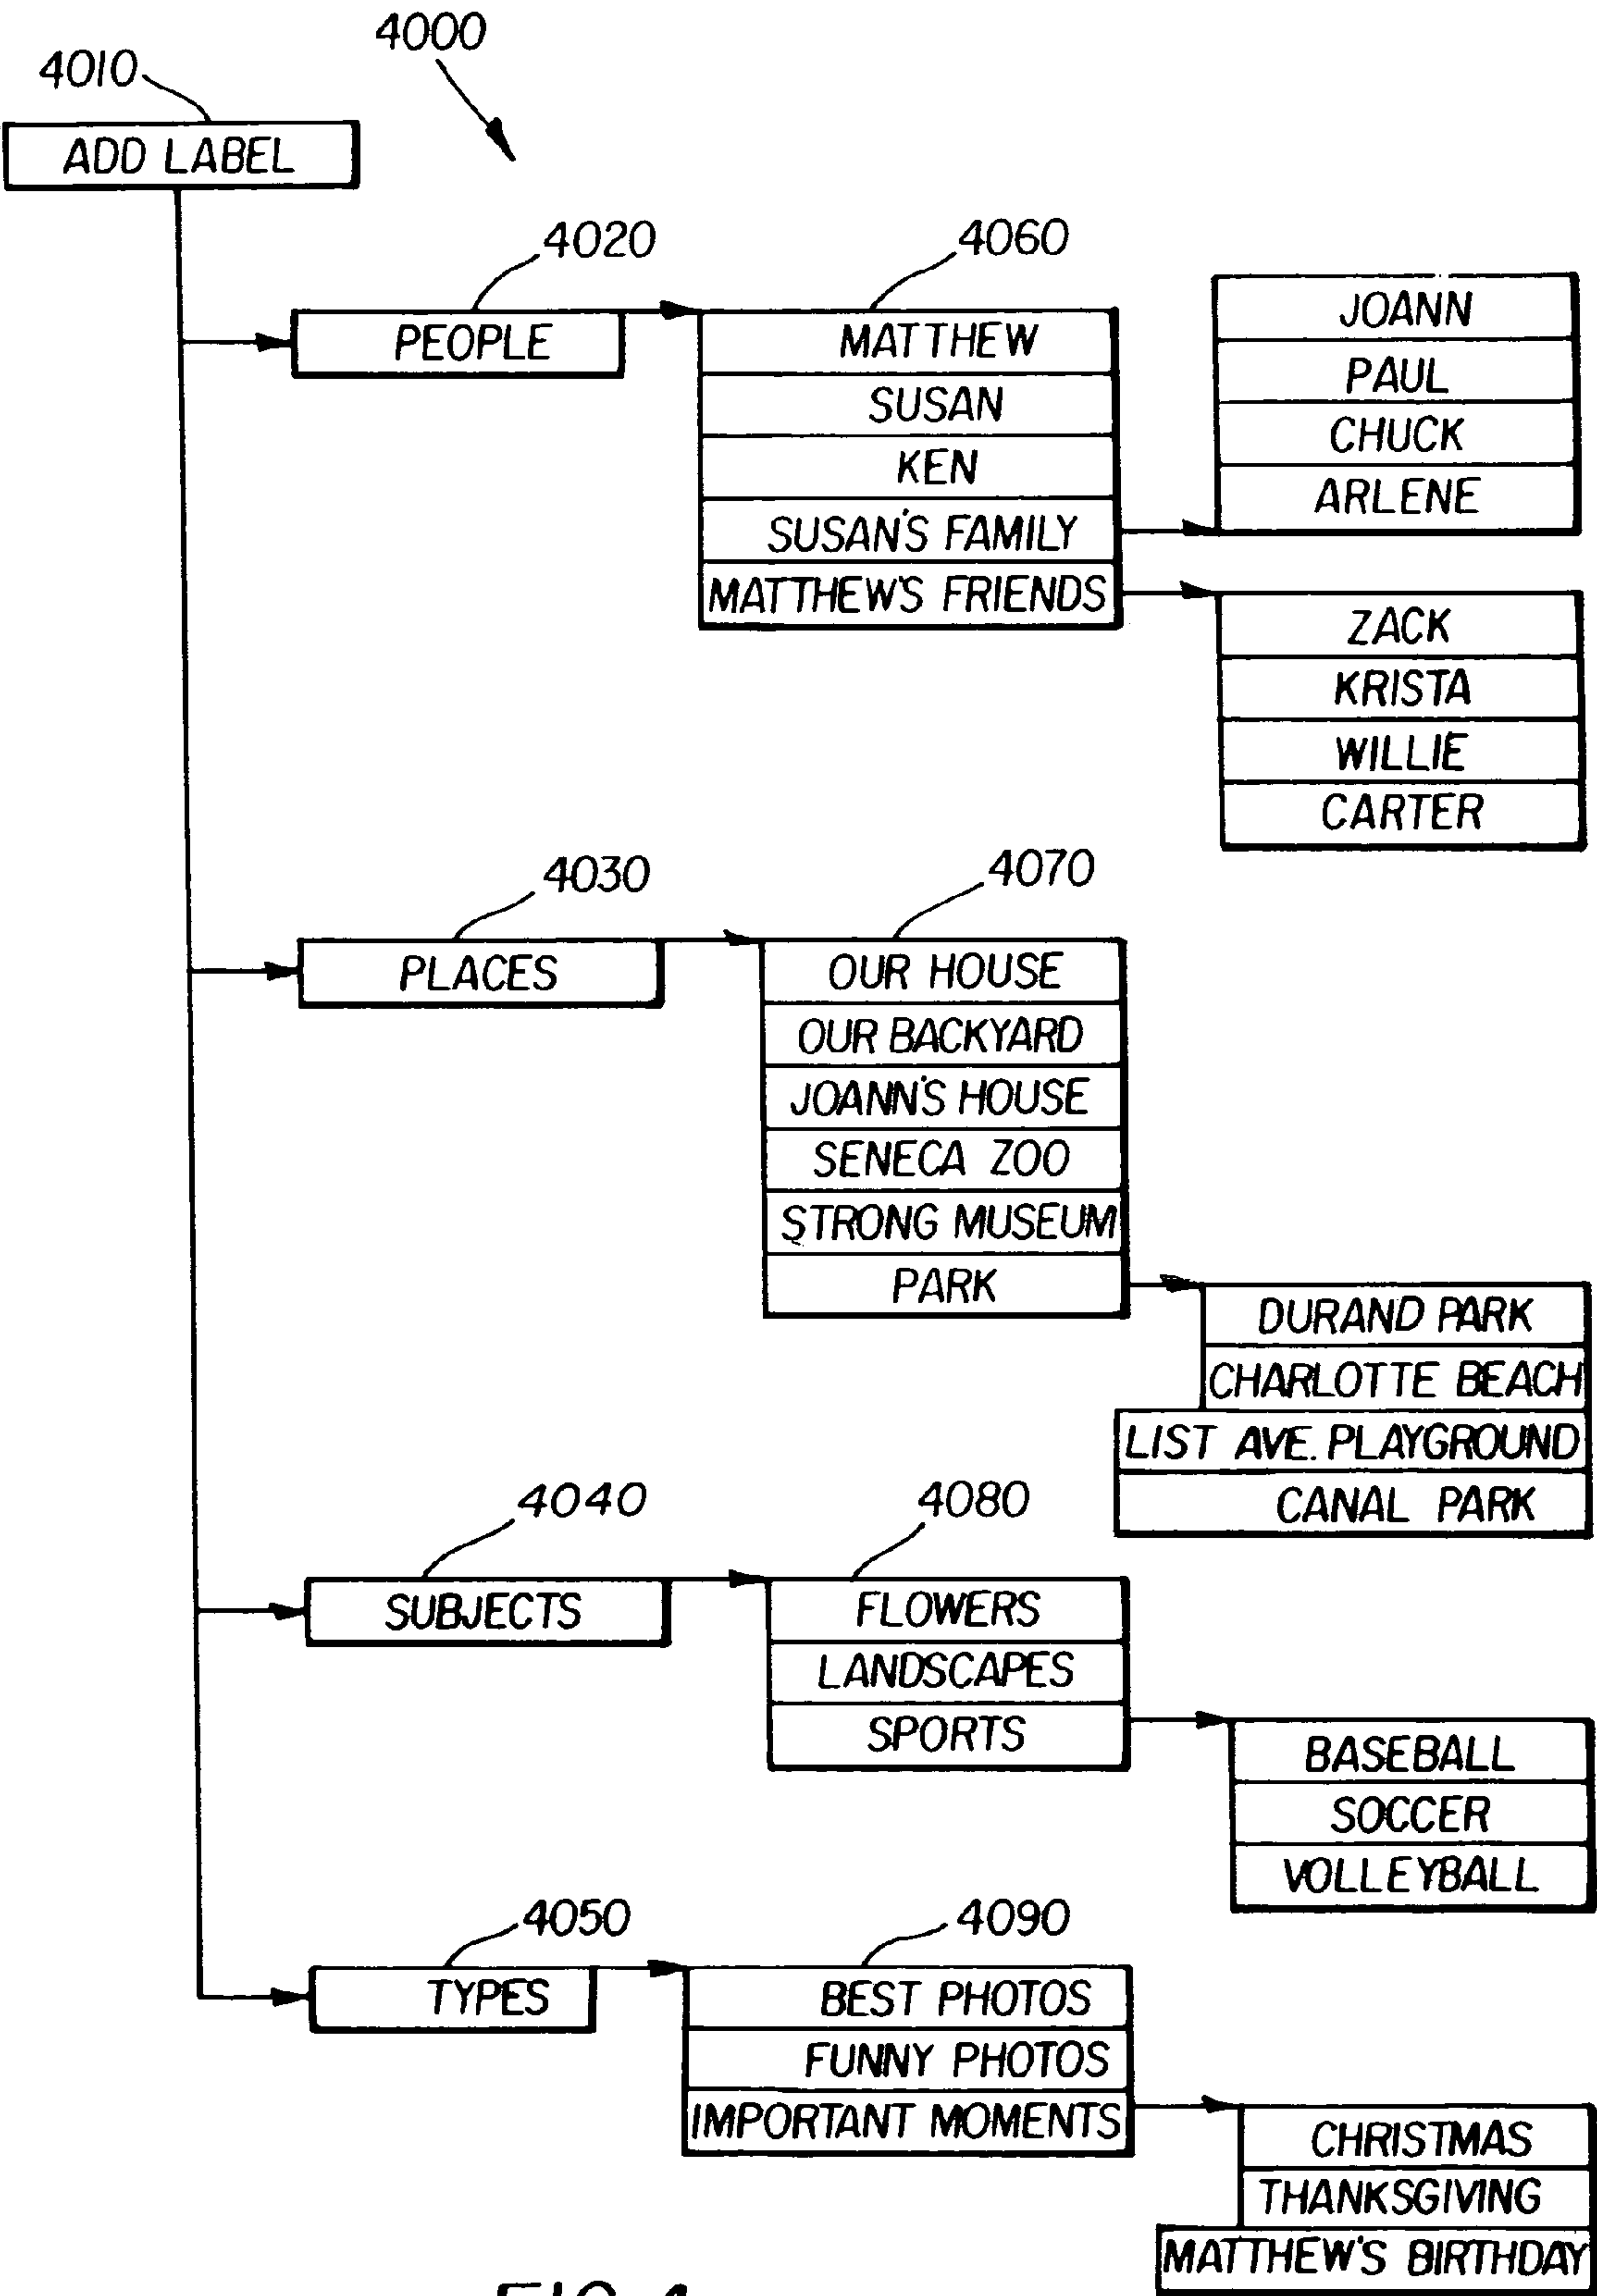 4000
4010
ADD LABEL
4020
PEOPLE
4060
MATTHEW
SUSAN
KEN
SUSAN'S FAMILY
MATTHEW'S FRIENDS
JOANN
PAUL
CHUCK
ARLENE
ZACK
KRISTA
WILLIE
CARTER
4030
PLACES
4070
OUR HOUSE
OUR BACKYARD
JOANN'S HOUSE
SENECA ZOO
STRONG MUSEUM
PARK
DURAND PARK
CHARLOTTE BEACH
LIST AVE. PLAYGROUND
CANAL PARK
4040
SUBJECTS
4080
FLOWERS
LANDSCAPES
SPORTS
BASEBALL
SOCCER
VOLLEYBALL
4050
TYPES
4090
BEST PHOTOS
FUNNY PHOTOS
IMPORTANT MOMENTS
CHRISTMAS
THANKSGIVING
MATTHEW'S BIRTHDAY